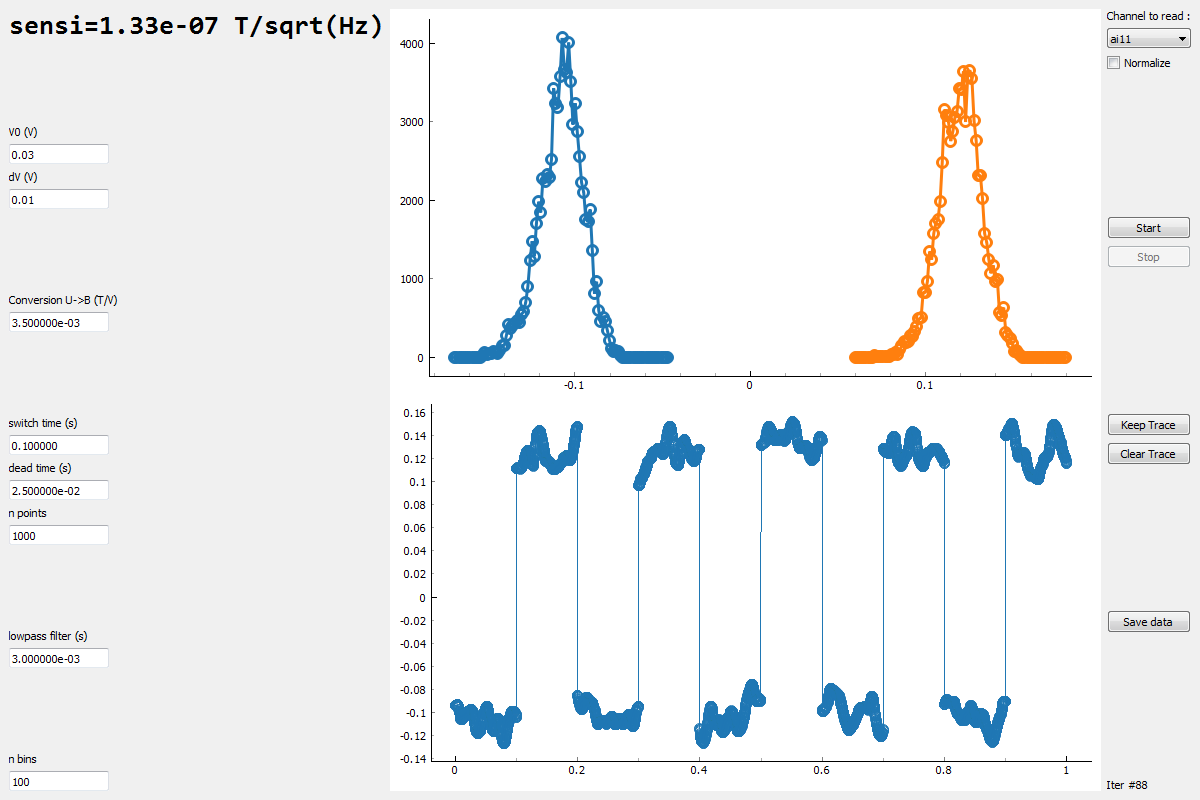 sensi=1.33e-07 T/sqrt(Hz)
V0 (V)
0.03
dV (V)
0.01
Conversion U->B (T/V)
3.500000e-03
switch time (s)
0.100000
dead time (s)
2.500000e-02
n points
1000
lowpass filter (s)
3.000000e-03
n bins
100
4000
3000
2000
1000
0
-0.1
0
0.1
0.16
0.14
0.12
0.1
0.08
0.06
0.04
0.02
0
-0.02
-0.04
-0.06
-0.08
-0.1
-0.12
-0.14
0
0.2
0.4
0.6
0.8
1
Channel to read :
ai11
Normalize
Start
Stop
Keep Trace
Clear Trace
Save data
Iter #88